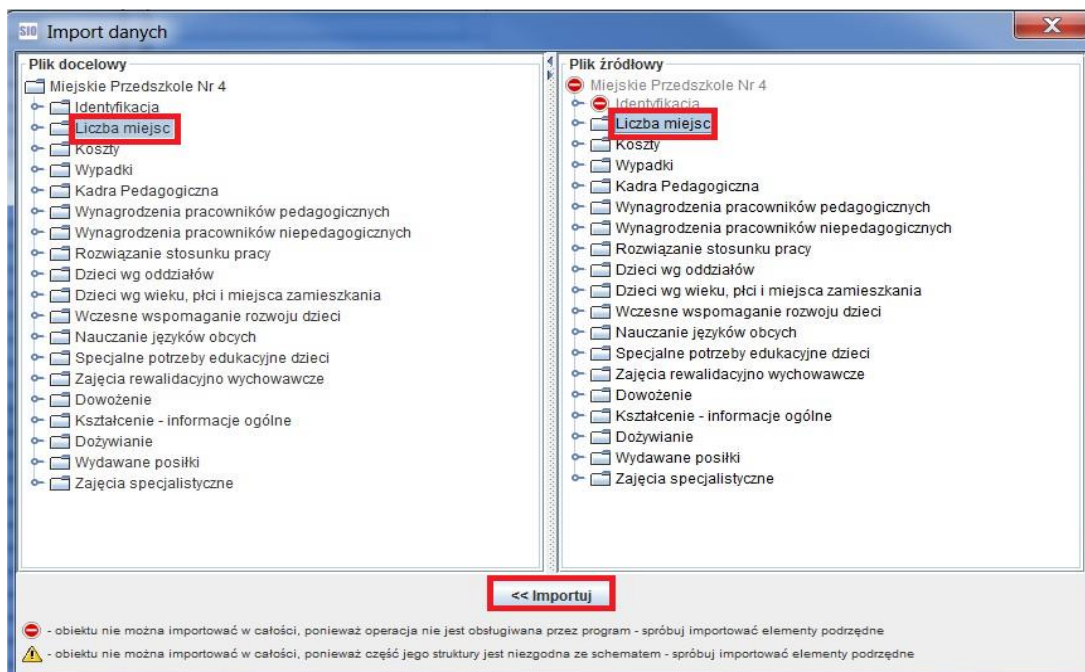 SIO Import danych
X
Plik docelowy
Miejskie Przedszkole Nr 4
Identyfikacja
Liczba miejsc
Koszty
Wypadki
Kadra Pedagogiczna
Wynagrodzenia pracowników pedagogicznych
Wynagrodzenia pracowników niepedagogicznych
Rozwiązanie stosunku pracy
Dzieci wg oddziałów
Dzieci wg wieku, płci i miejsca zamieszkania
Wczesne wspomaganie rozwoju dzieci
Nauczanie języków obcych
Specjalne potrzeby edukacyjne dzieci
Zajęcia rewalidacyjno wychowawcze
Dowożenie
Kształcenie - informacje ogólne
Dożywianie
Wydawane posiłki
Zajęcia specjalistyczne
Plik źródłowy
Miejskie Przedszkole Nr 4
Identyfikacja
Liczba miejsc
Koszty
Wypadki
Kadra Pedagogiczna
Wynagrodzenia pracowników pedagogicznych
Wynagrodzenia pracowników niepedagogicznych
Rozwiązanie stosunku pracy
Dzieci wg oddziałów
Dzieci wg wieku, płci i miejsca zamieszkania
Wczesne wspomaganie rozwoju dzieci
Nauczanie języków obcych
Specjalne potrzeby edukacyjne dzieci
Zajęcia rewalidacyjno wychowawcze
Dowożenie
Kształcenie - informacje ogólne
Dożywianie
Wydawane posiłki
Zajęcia specjalistyczne
<< Importuj
- obiektu nie można importować w całości, ponieważ operacja nie jest obsługiwana przez program - spróbuj importować elementy podrzędne
- obiektu nie można importować w całości, ponieważ część jego struktury jest niezgodna ze schematem - spróbuj importować elementy podrzędne